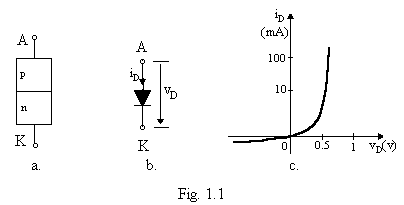 A
p
n
K
a.
A
iD
vD
K
b.
iD
(mA)
100
10
0
0.5
1
vD(v)
c.
Fig. 1.1